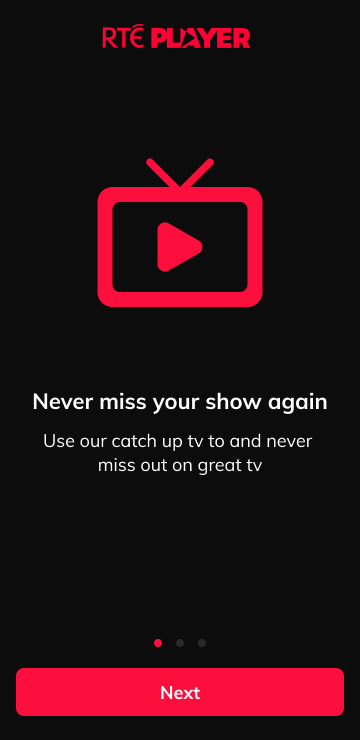 RTÉ PLAYER
Never miss your show again
Use our catch up tv to and never
miss out on great tv
Next